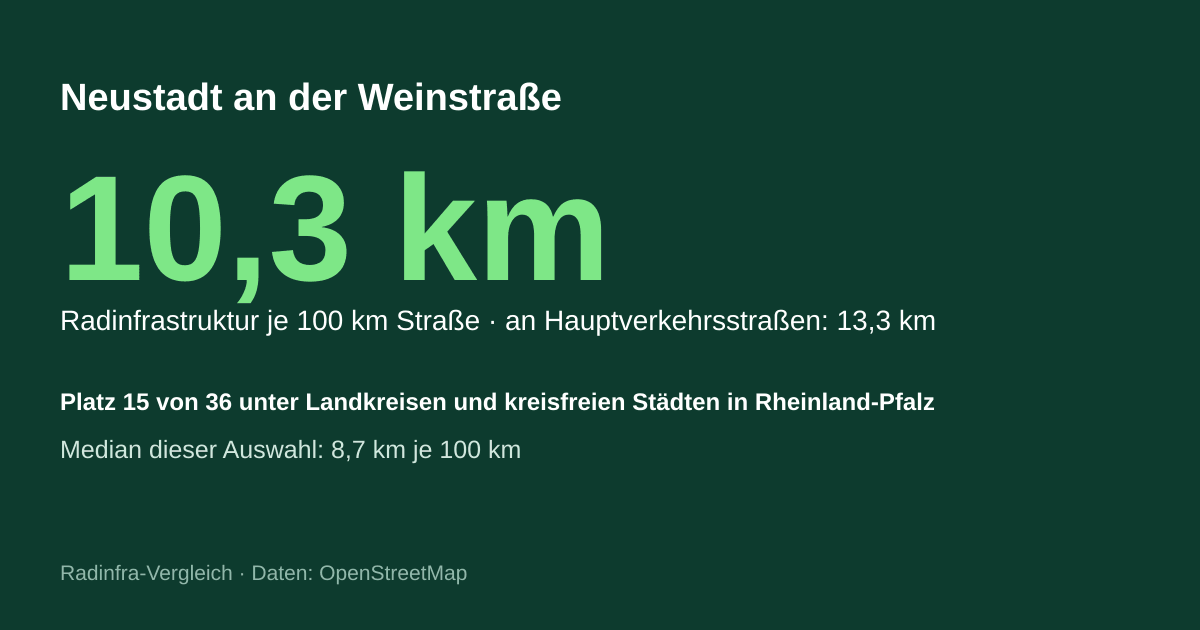 Neustadt an der Weinstraße
10,3 km
Radinfrastruktur je 100 km Straße · an Hauptverkehrsstraßen: 13,3 km
Platz 15 von 36 unter Landkreisen und kreisfreien Städten in Rheinland-Pfalz
Median dieser Auswahl: 8,7 km je 100 km
Radinfra-Vergleich · Daten: OpenStreetMap